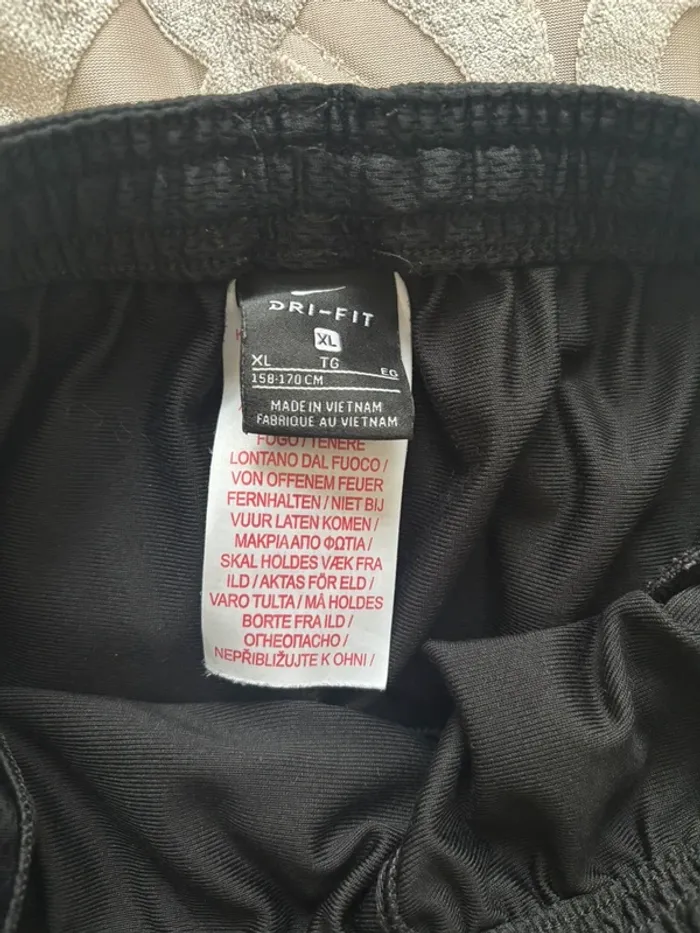 DRI-FIT
XL
XL TG EG
158-170 CM
MADE IN VIETNAM
FABRIQUE AU VIETNAM
FUOGO / TENERE
LONTANO DAL FUOCO /
VON OFFENEM FEUER
FERNHALTEN / NIET BIJ
VUUR LATEN KOMEN /
ΜΑΚΡΙΑ ΑΠΟ ΦΩΤΙΑ /
SKAL HOLDES VÆK FRA
ILD / AKTAS FÖR ELD /
VARO TULTA / MÅ HOLDES
BORTE FRA ILD /
ОГНЕОПАСНО /
NEPŘIBLIŽUJTE K OHNI /